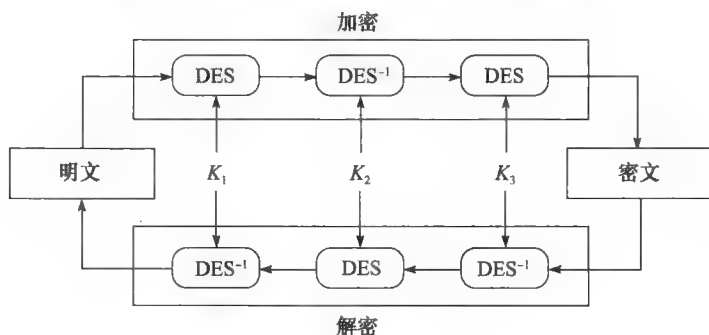 加密
DES DES⁻¹ DES
明文 K₁ K₂ K₃ 密文
DES⁻¹ DES DES⁻¹
解密